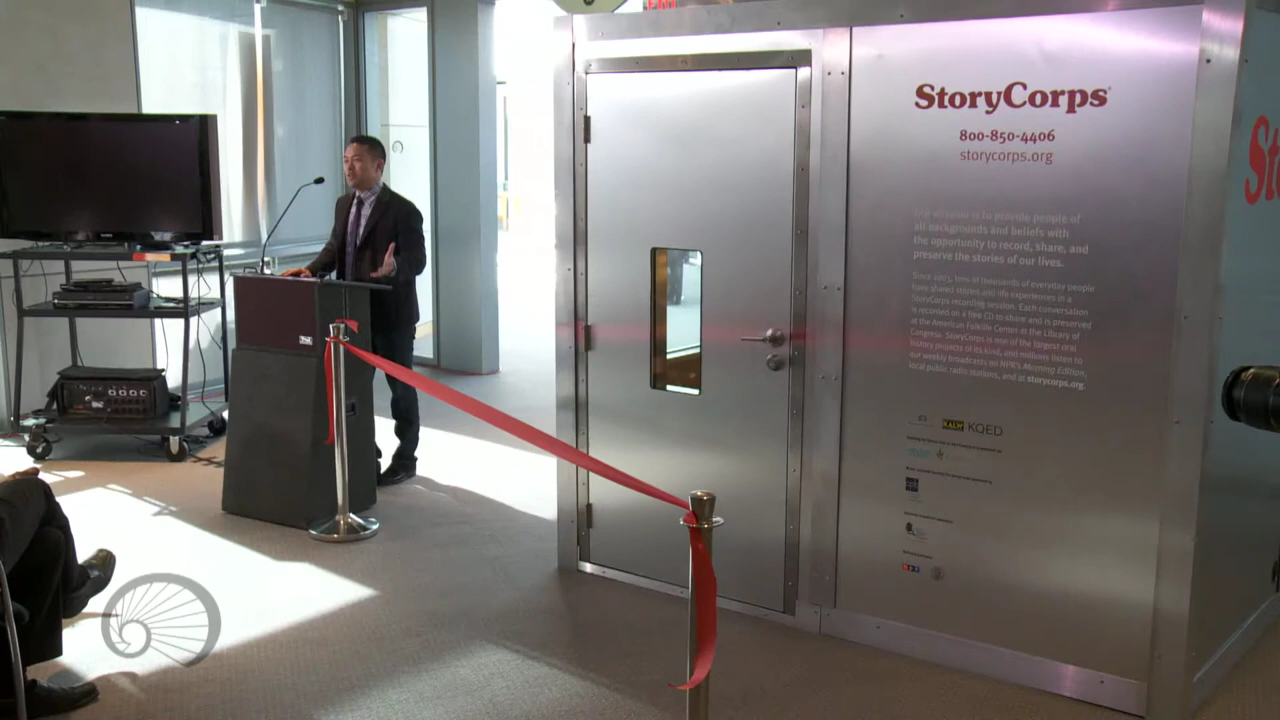 StoryCorps
800-850-4406
storycorps.org
Our mission is to provide people of
all backgrounds and beliefs with
the opportunity to record, share, and
preserve the stories of our lives.
Since 2003, tens of thousands of everyday people
have shared stories and life experiences in a
StoryCorps recording session. Each conversation
is recorded on a free CD to share and is preserved
at the American Folklife Center at the Library of
Congress. StoryCorps is one of the largest oral
history projects of its kind, and millions listen to
our weekly broadcasts on NPR's Morning Edition,
local public radio stations, and at storycorps.org.
KALW KQED
npr
St